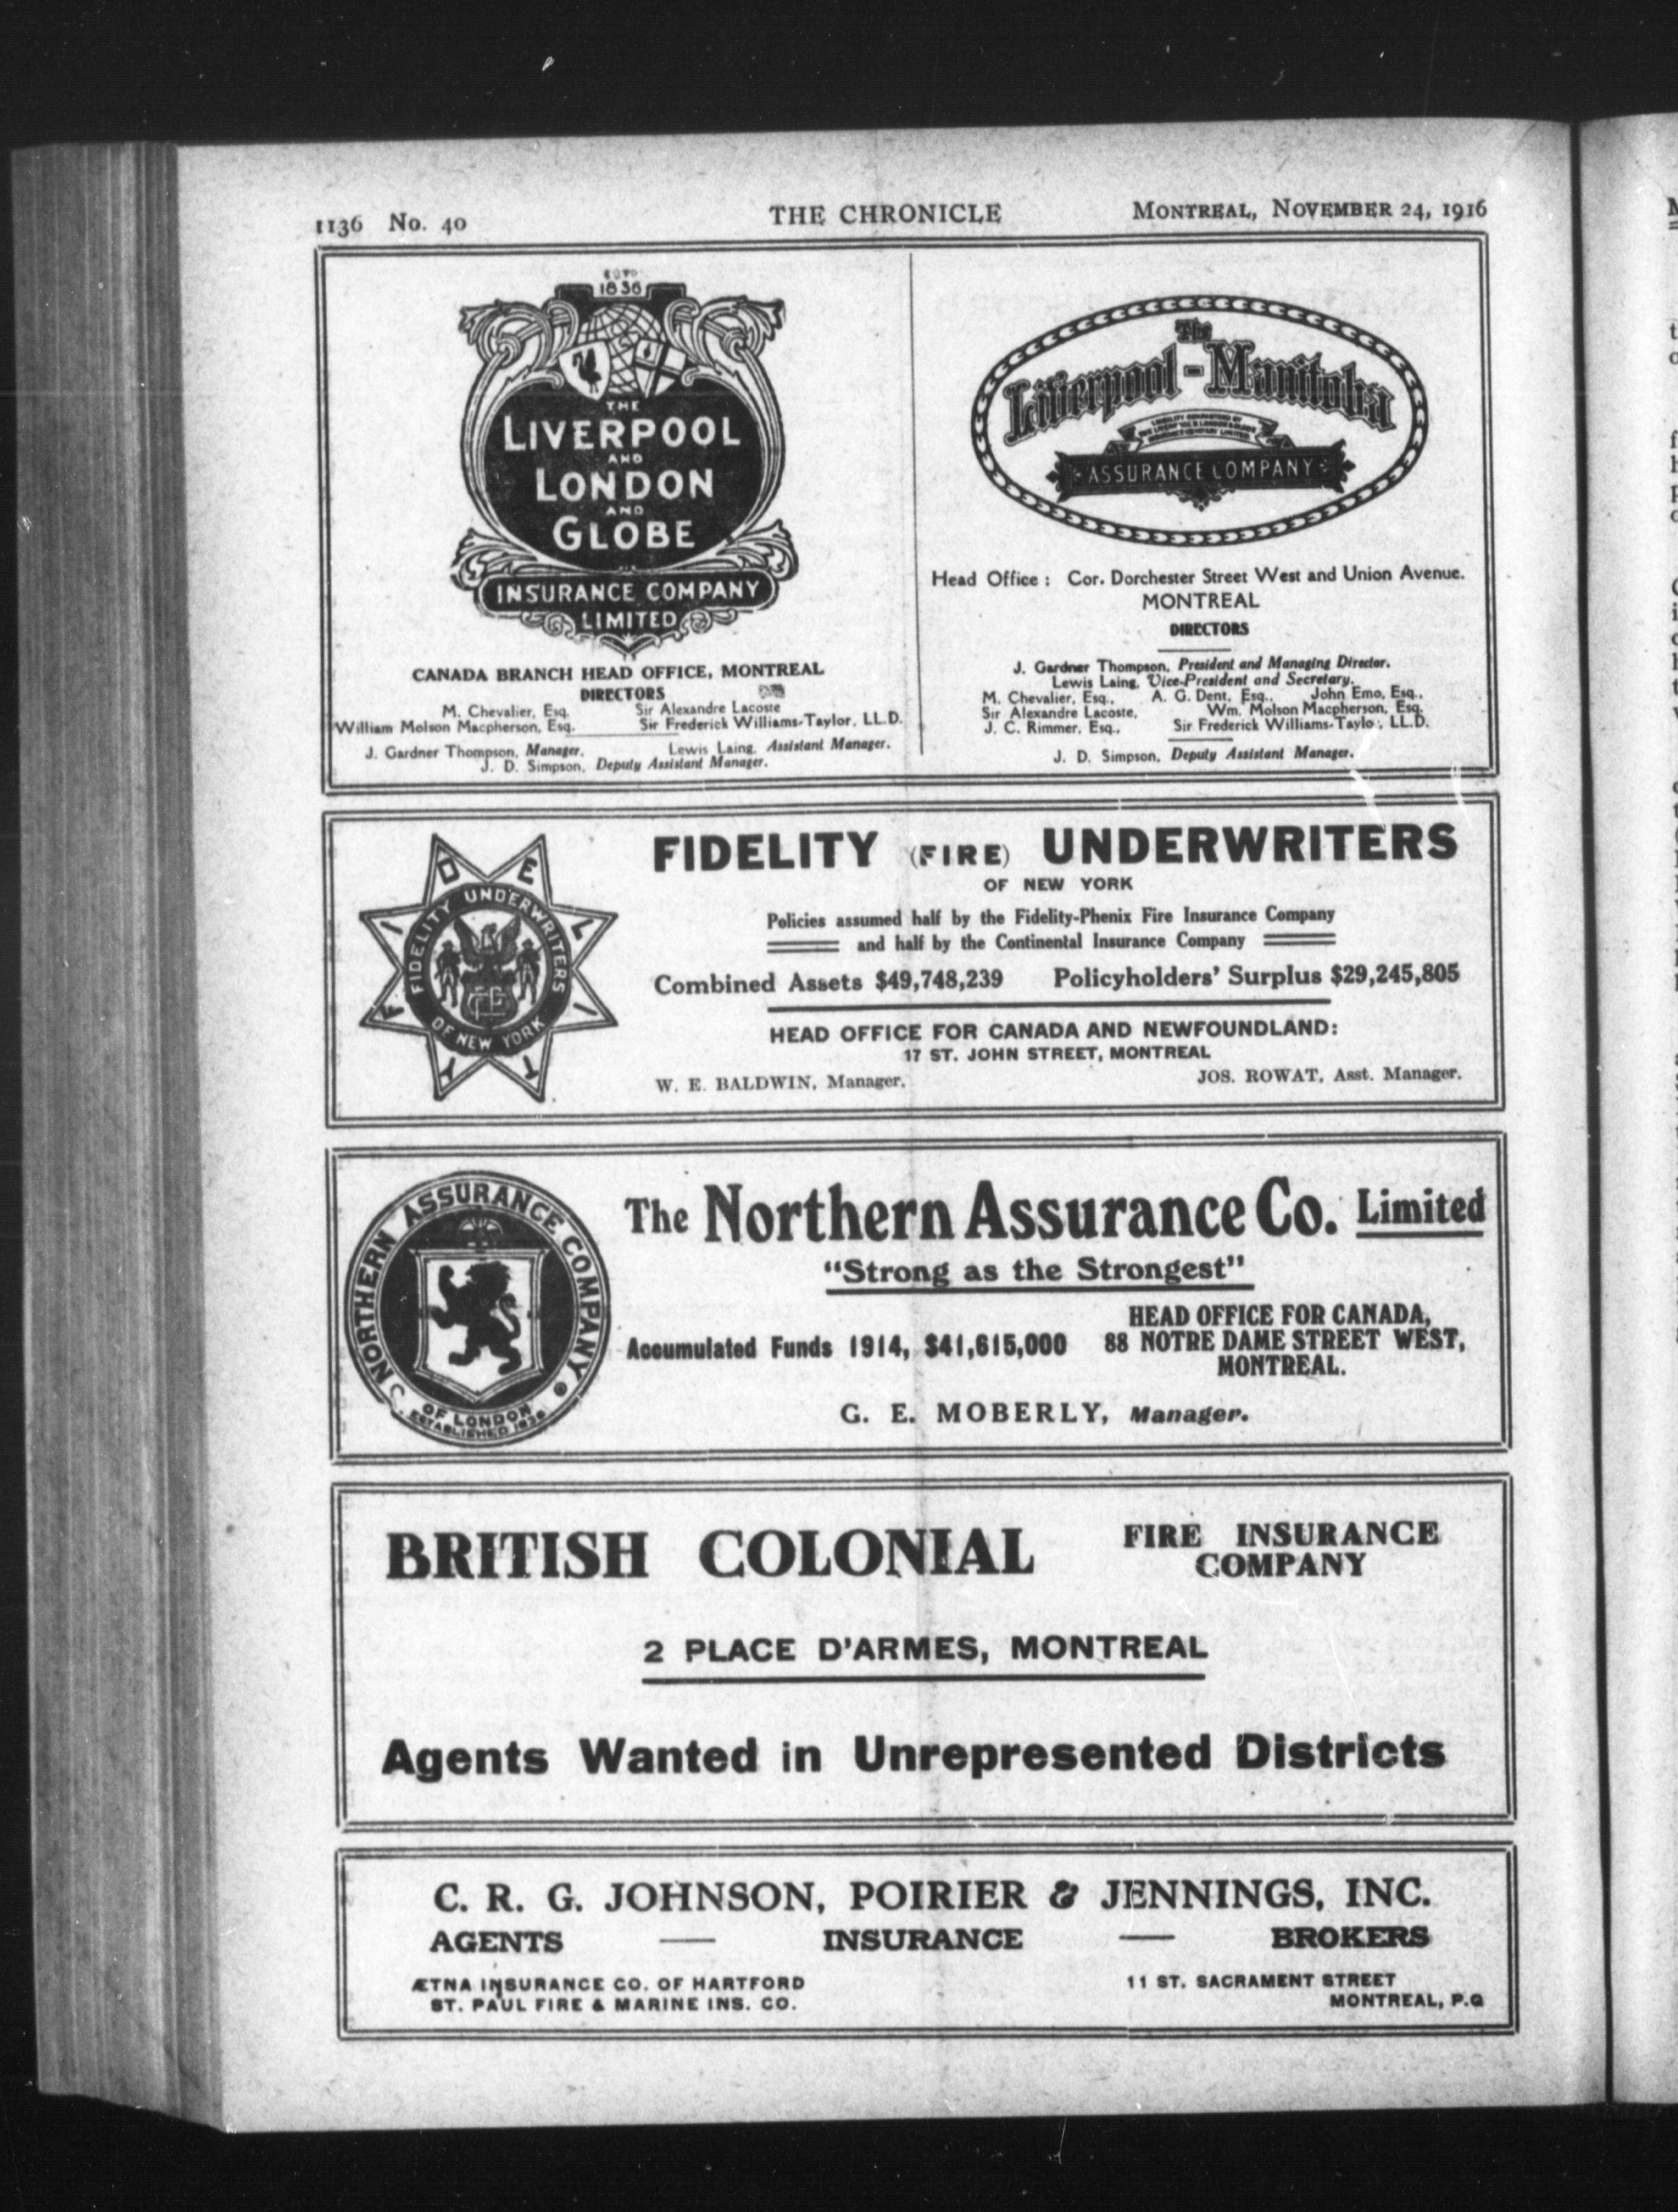 1136 No. 40
THE CHRONICLE
MONTREAL, NOVEMBER 24, 1916
ESTD
1836
THE
LIVERPOOL
AND
LONDON
AND
GLOBE
INSURANCE COMPANY
LIMITED
CANADA BRANCH HEAD OFFICE, MONTREAL
DIRECTORS
M. Chevalier, Esq. Sir Alexandre Lacoste
William Molson Macpherson, Esq. Sir Frederick Williams-Taylor, LL.D.
J. Gardner Thompson, Manager. Lewis Laing, Assistant Manager.
J. D. Simpson, Deputy Assistant Manager.
The
Liverpool-Manitoba
ASSURANCE COMPANY
Head Office : Cor. Dorchester Street West and Union Avenue.
MONTREAL
DIRECTORS
J. Gardner Thompson, President and Managing Director.
Lewis Laing, Vice-President and Secretary.
M. Chevalier, Esq., A. G. Dent, Esq., John Emo, Esq.,
Sir Alexandre Lacoste, Wm. Molson Macpherson, Esq.
J. C. Rimmer, Esq., Sir Frederick Williams-Taylor, LL.D.
J. D. Simpson, Deputy Assistant Manager.
FIDELITY
FIDELITY UNDERWRITERS
OF NEW YORK
FIDELITY (FIRE) UNDERWRITERS
OF NEW YORK
Policies assumed half by the Fidelity-Phenix Fire Insurance Company
and half by the Continental Insurance Company
Combined Assets $49,748,239 Policyholders' Surplus $29,245,805
HEAD OFFICE FOR CANADA AND NEWFOUNDLAND:
17 ST. JOHN STREET, MONTREAL
W. E. BALDWIN, Manager. JOS. ROWAT, Asst. Manager.
NORTHERN ASSURANCE COMPANY
OF LONDON
ESTABLISHED 1836
The Northern Assurance Co. Limited
"Strong as the Strongest"
Accumulated Funds 1914, $41,615,000
HEAD OFFICE FOR CANADA,
88 NOTRE DAME STREET WEST,
MONTREAL.
G. E. MOBERLY, Manager.
BRITISH COLONIAL FIRE INSURANCE
COMPANY
2 PLACE D'ARMES, MONTREAL
Agents Wanted in Unrepresented Districts
C. R. G. JOHNSON, POIRIER & JENNINGS, INC.
AGENTS — INSURANCE — BROKERS
ÆTNA INSURANCE CO. OF HARTFORD
ST. PAUL FIRE & MARINE INS. CO.
11 ST. SACRAMENT STREET
MONTREAL, P.Q